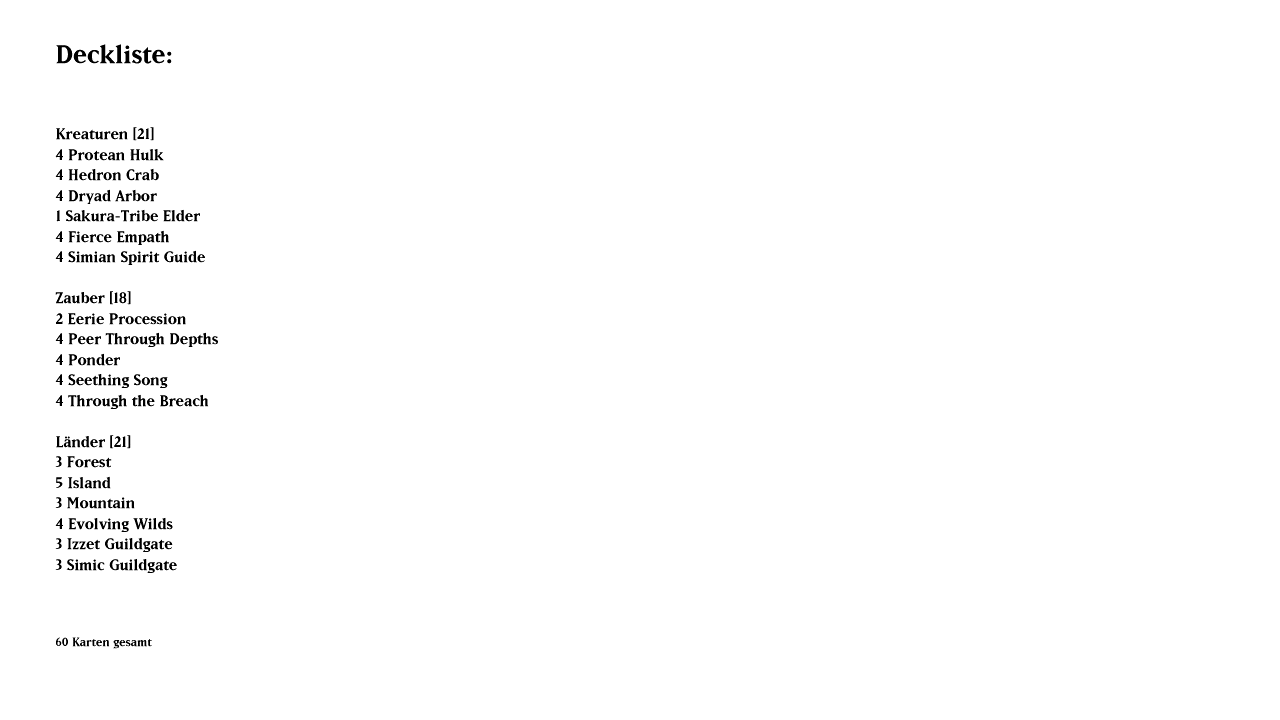 Deckliste:
Kreaturen [21]
4 Protean Hulk
4 Hedron Crab
4 Dryad Arbor
1 Sakura-Tribe Elder
4 Fierce Empath
4 Simian Spirit Guide
Zauber [18]
2 Eerie Procession
4 Peer Through Depths
4 Ponder
4 Seething Song
4 Through the Breach
Länder [21]
3 Forest
5 Island
3 Mountain
4 Evolving Wilds
3 Izzet Guildgate
3 Simic Guildgate
60 Karten gesamt